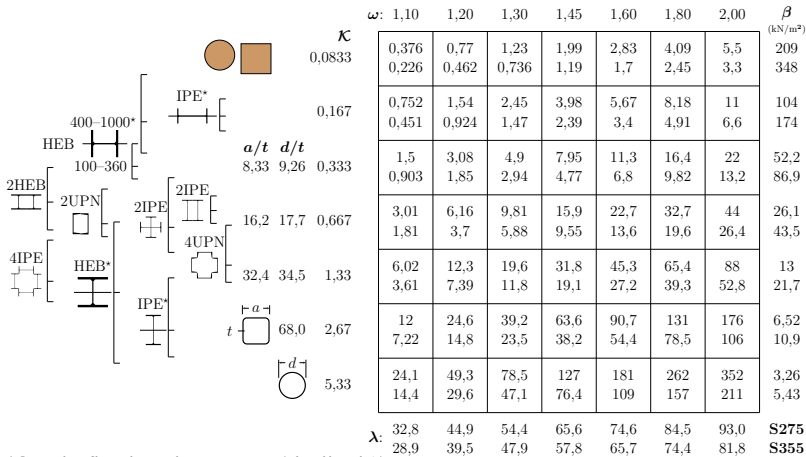 ω: 1,10 1,20 1,30 1,45 1,60 1,80 2,00 β
(kN/m²)
κ
0,376 0,77 1,23 1,99 2,83 4,09 5,5 209
0,0833
0,226 0,462 0,736 1,19 1,7 2,45 3,3 348
IPE*
0,752 1,54 2,45 3,98 5,67 8,18 11 104
0,167
400–1000*
0,451 0,924 1,47 2,39 3,4 4,91 6,6 174
HEB
a/t d/t
1,5 3,08 4,9 7,95 11,3 16,4 22 52,2
100–360 8,33 9,26 0,333
0,903 1,85 2,94 4,77 6,8 9,82 13,2 86,9
2HEB 2UPN 2IPE 2IPE
3,01 6,16 9,81 15,9 22,7 32,7 44 26,1
16,2 17,7 0,667
1,81 3,7 5,88 9,55 13,6 19,6 26,4 43,5
4UPN
4IPE HEB*
6,02 12,3 19,6 31,8 45,3 65,4 88 13
32,4 34,5 1,33
3,61 7,39 11,8 19,1 27,2 39,3 52,8 21,7
IPE*
a
12 24,6 39,2 63,6 90,7 131 176 6,52
t 68,0 2,67
7,22 14,8 23,5 38,2 54,4 78,5 106 10,9
d
24,1 49,3 78,5 127 181 262 352 3,26
5,33
14,4 29,6 47,1 76,4 109 157 211 5,43
λ: 32,8 44,9 54,4 65,6 74,6 84,5 93,0 S275
28,9 39,5 47,9 57,8 65,7 74,4 81,8 S355